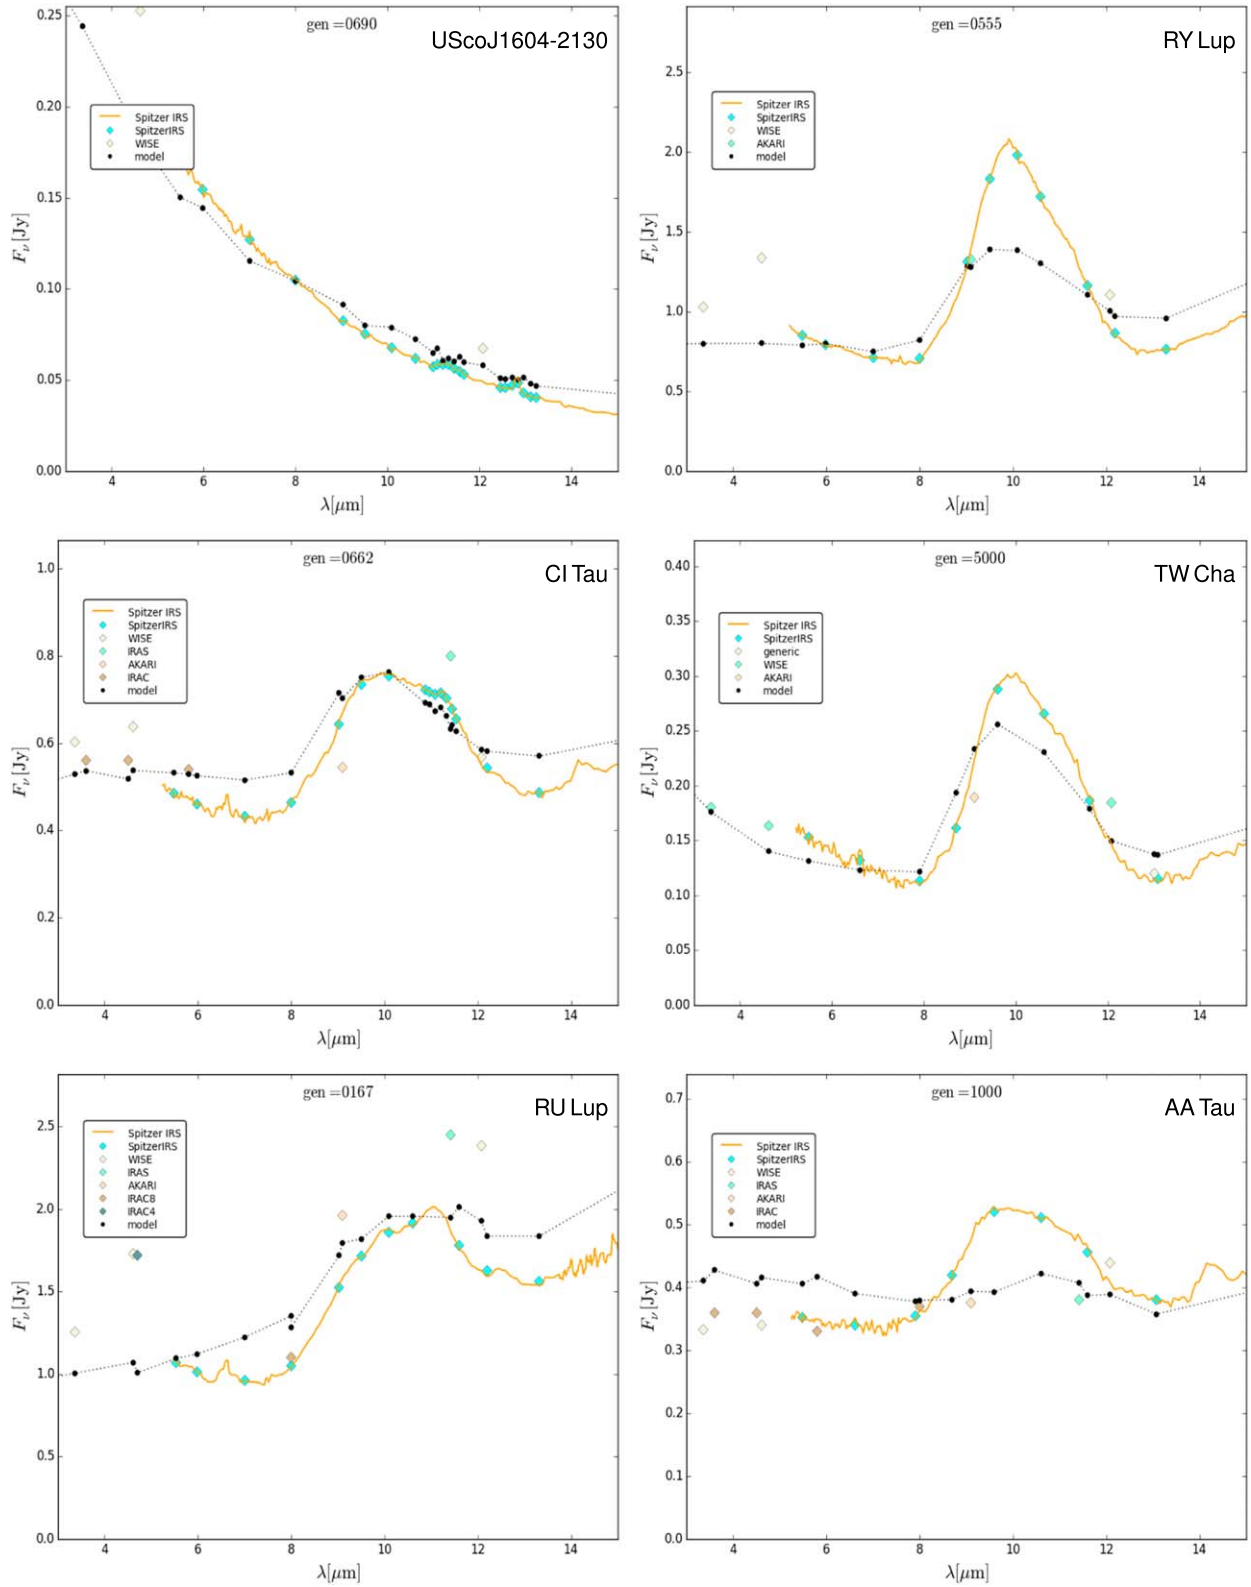 gen = 0690
UScoJ1604-2130
Spitzer IRS
SpitzerIRS
WISE
model
0.25
0.20
0.15
0.10
0.05
0.00
Fν [Jy]
4 6 8 10 12 14
λ[μm]
gen = 0555
RY Lup
Spitzer IRS
SpitzerIRS
WISE
AKARI
model
2.5
2.0
1.5
1.0
0.5
0.0
Fν [Jy]
4 6 8 10 12 14
λ[μm]
gen = 0662
CI Tau
Spitzer IRS
SpitzerIRS
WISE
IRAS
AKARI
IRAC
model
1.0
0.8
0.6
0.4
0.2
0.0
Fν [Jy]
4 6 8 10 12 14
λ[μm]
gen = 5000
TW Cha
Spitzer IRS
SpitzerIRS
generic
WISE
AKARI
model
0.40
0.35
0.30
0.25
0.20
0.15
0.10
0.05
0.00
Fν [Jy]
4 6 8 10 12 14
λ[μm]
gen = 0167
RU Lup
Spitzer IRS
SpitzerIRS
WISE
IRAS
AKARI
IRAC8
IRAC4
model
2.5
2.0
1.5
1.0
0.5
0.0
Fν [Jy]
4 6 8 10 12 14
λ[μm]
gen = 1000
AA Tau
Spitzer IRS
SpitzerIRS
WISE
IRAS
AKARI
IRAC
model
0.7
0.6
0.5
0.4
0.3
0.2
0.1
0.0
Fν [Jy]
4 6 8 10 12 14
λ[μm]